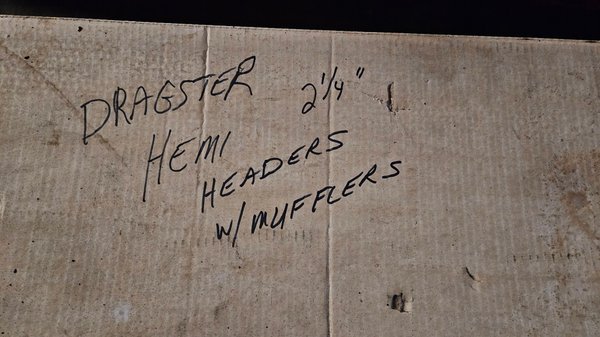 DRAGSTER 2 1/4"
HEMI
HEADERS
W/ MUFFLERS